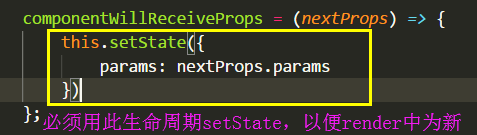 componentWillReceiveProps = (nextProps) => {
this.setState({
params: nextProps.params
})
};必须用此生命周期setState，以便render中为新